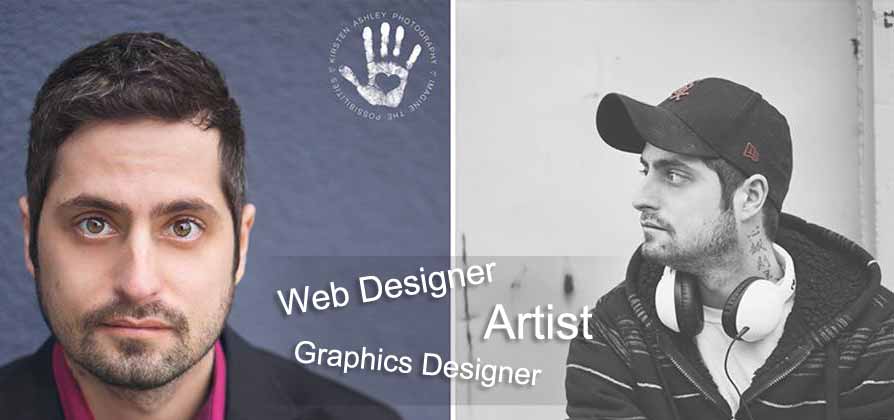 KIRSTEN ASHLEY PHOTOGRAPHY
IMAGINE THE POSSIBILITIES
Web Designer
Artist
Graphics Designer